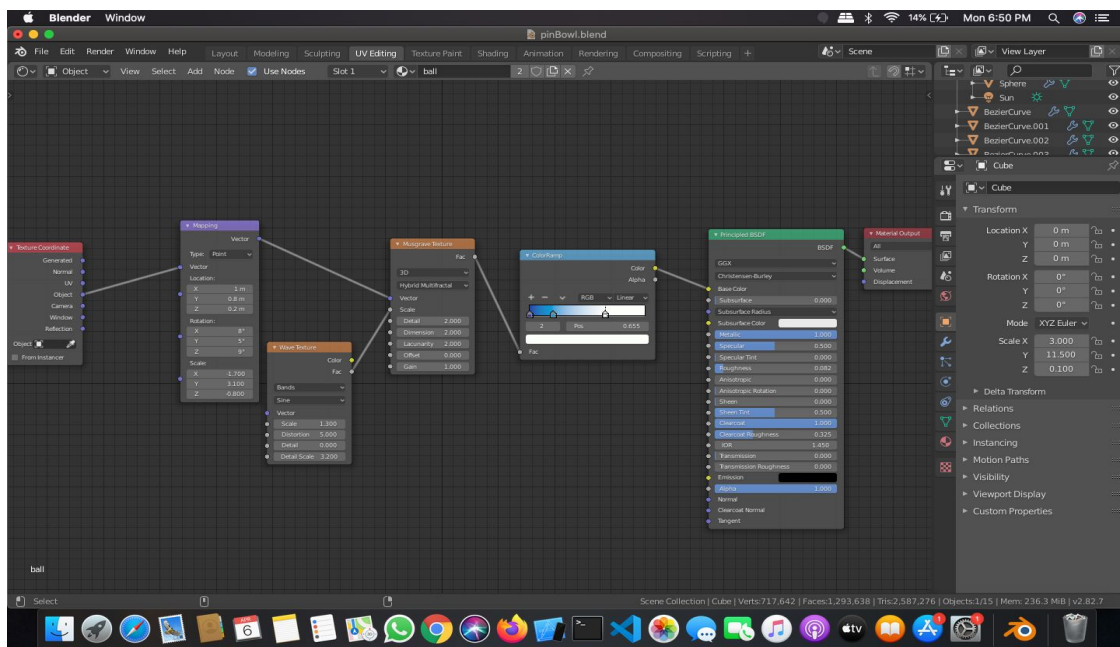 Blender Window 14% Mon 6:50 PM
pinBowl.blend
File Edit Render Window Help Layout Modeling Sculpting UV Editing Texture Paint Shading Animation Rendering Compositing Scripting + Scene View Layer
Object View Select Add Node Use Nodes Slot 1 ball 2
Sphere
Sun
BezierCurve
BezierCurve.001
BezierCurve.002
BezierCurve.003
Cube
Cube
Transform
Location X 0 m
Y 0 m
Z 0 m
Rotation X 0°
Y 0°
Z 0°
Mode XYZ Euler
Scale X 3.000
Y 11.500
Z 0.100
Delta Transform
Relations
Collections
Instancing
Motion Paths
Visibility
Viewport Display
Custom Properties
Texture Coordinate
Generated
Normal
UV
Object
Camera
Window
Reflection
Object:
From Instancer
Mapping
Vector
Type: Point
Vector
Location:
X 1 m
Y 0.8 m
Z 0.2 m
Rotation:
X 8°
Y 5°
Z 9°
Scale:
X 1.700
Y 3.100
Z 0.800
Wave Texture
Color
Fac
Bands
Sine
Vector
Scale 1.300
Distortion 5.000
Detail 0.000
Detail Scale 3.200
Musgrave Texture
Fac
3D
Hybrid Multifractal
Vector
Scale
Detail 2.000
Dimension 2.000
Lacunarity 2.000
Offset 0.000
Gain 1.000
ColorRamp
Color
Alpha
+ − RGB Linear
2 Pos 0.655
Fac
Principled BSDF
BSDF
GGX
Christensen-Burley
Base Color
Subsurface 0.000
Subsurface Radius
Subsurface Color
Metallic 1.000
Specular 0.500
Specular Tint 0.000
Roughness 0.082
Anisotropic 0.000
Anisotropic Rotation 0.000
Sheen 0.000
Sheen Tint 0.500
Clearcoat 1.000
Clearcoat Roughness 0.325
IOR 1.450
Transmission 0.000
Transmission Roughness 0.000
Emission
Alpha 1.000
Normal
Clearcoat Normal
Tangent
Material Output
All
Surface
Volume
Displacement
ball
Select Scene Collection | Cube | Verts:717,642 | Faces:1,293,638 | Tris:2,587,276 | Objects:1/15 | Mem: 236.3 MiB | v2.82.7
APR
6
tv